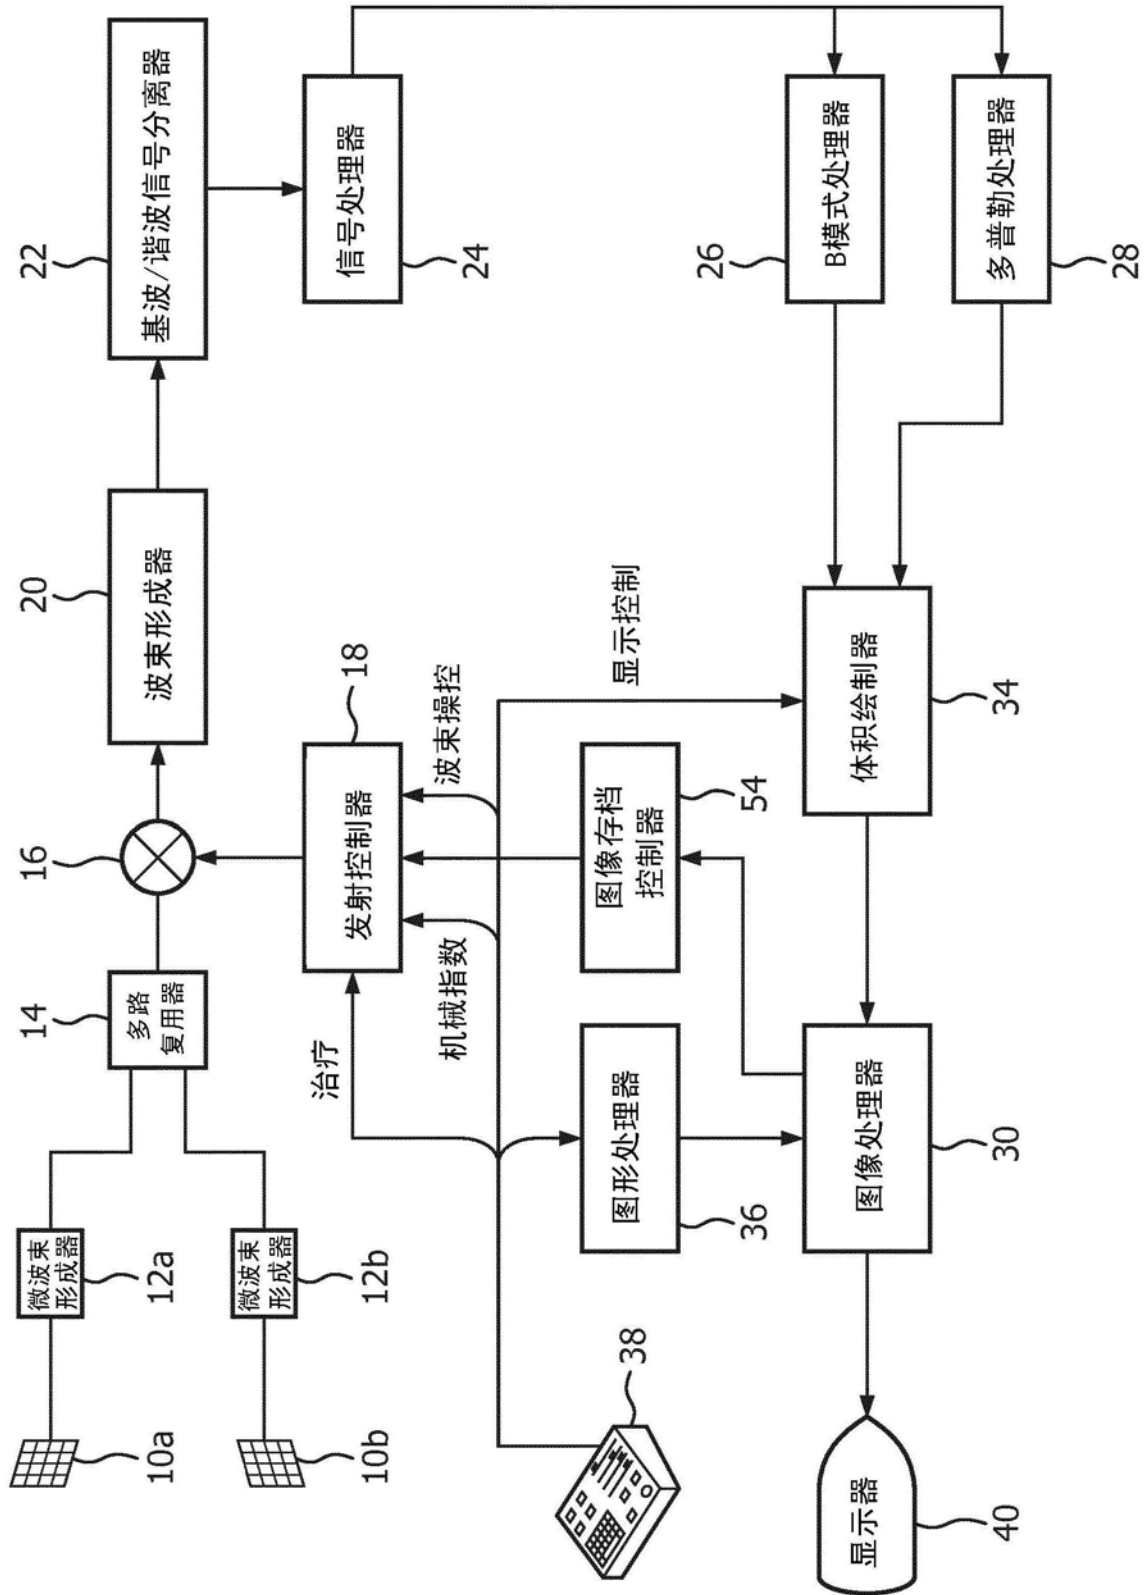 10a
微波束
形成器
12a
10b
微波束
形成器
12b
多路
复用器
14
16
波束形成器
20
基波/谐波信号分离器
22
治疗
机械指数
发射控制器
18
波束操控
信号处理器
24
38
图形处理器
36
图像存档
控制器
54
显示控制
显示器
40
图像处理器
30
体积绘制器
34
B模式处理器
26
多普勒处理器
28